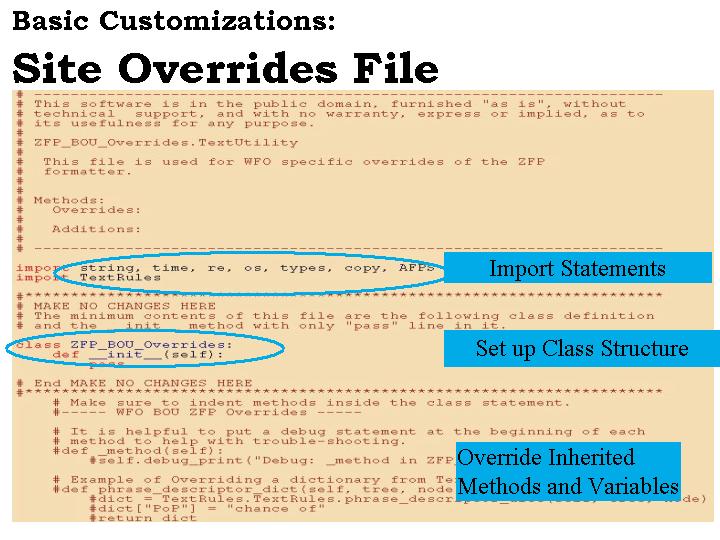 Basic Customizations:
Site Overrides File
# ----------------------------------------------------------------------
# This software is in the public domain, furnished "as is", without
# technical  support, and with no warranty, express or implied, as to
# its usefulness for any purpose.
#
# ZFP_BOU_Overrides.TextUtility
#
#  This file is used for WFO specific overrides of the ZFP
#  formatter.
#
#
# Methods:
#   Overrides:
#
#   Additions:
#
# ----------------------------------------------------------------------
import string, time, re, os, types, copy, AFPS
import TextRules
Import Statements
#**********************************************************************
# MAKE NO CHANGES HERE
# The minimum contents of this file are the following class definition
# and the __init__ method with only "pass" line in it.
class ZFP_BOU_Overrides:
def __init__(self):
pass
Set up Class Structure
# End MAKE NO CHANGES HERE
#**********************************************************************
# Make sure to indent methods inside the class statement.
#----- WFO BOU ZFP Overrides -----
# It is helpful to put a debug statement at the beginning of each
# method to help with trouble-shooting.
#def _method(self):
#self.debug_print("Debug: _method in ZFP_
# Example of Overriding a dictionary from
#def phrase_descriptor_dict(self, tree, node
#dict = TextRules.TextRules.phrase_descriptor_dict(self, tree, node)
#dict["PoP"] = "chance of"
#return dict
Override Inherited
Methods and Variables